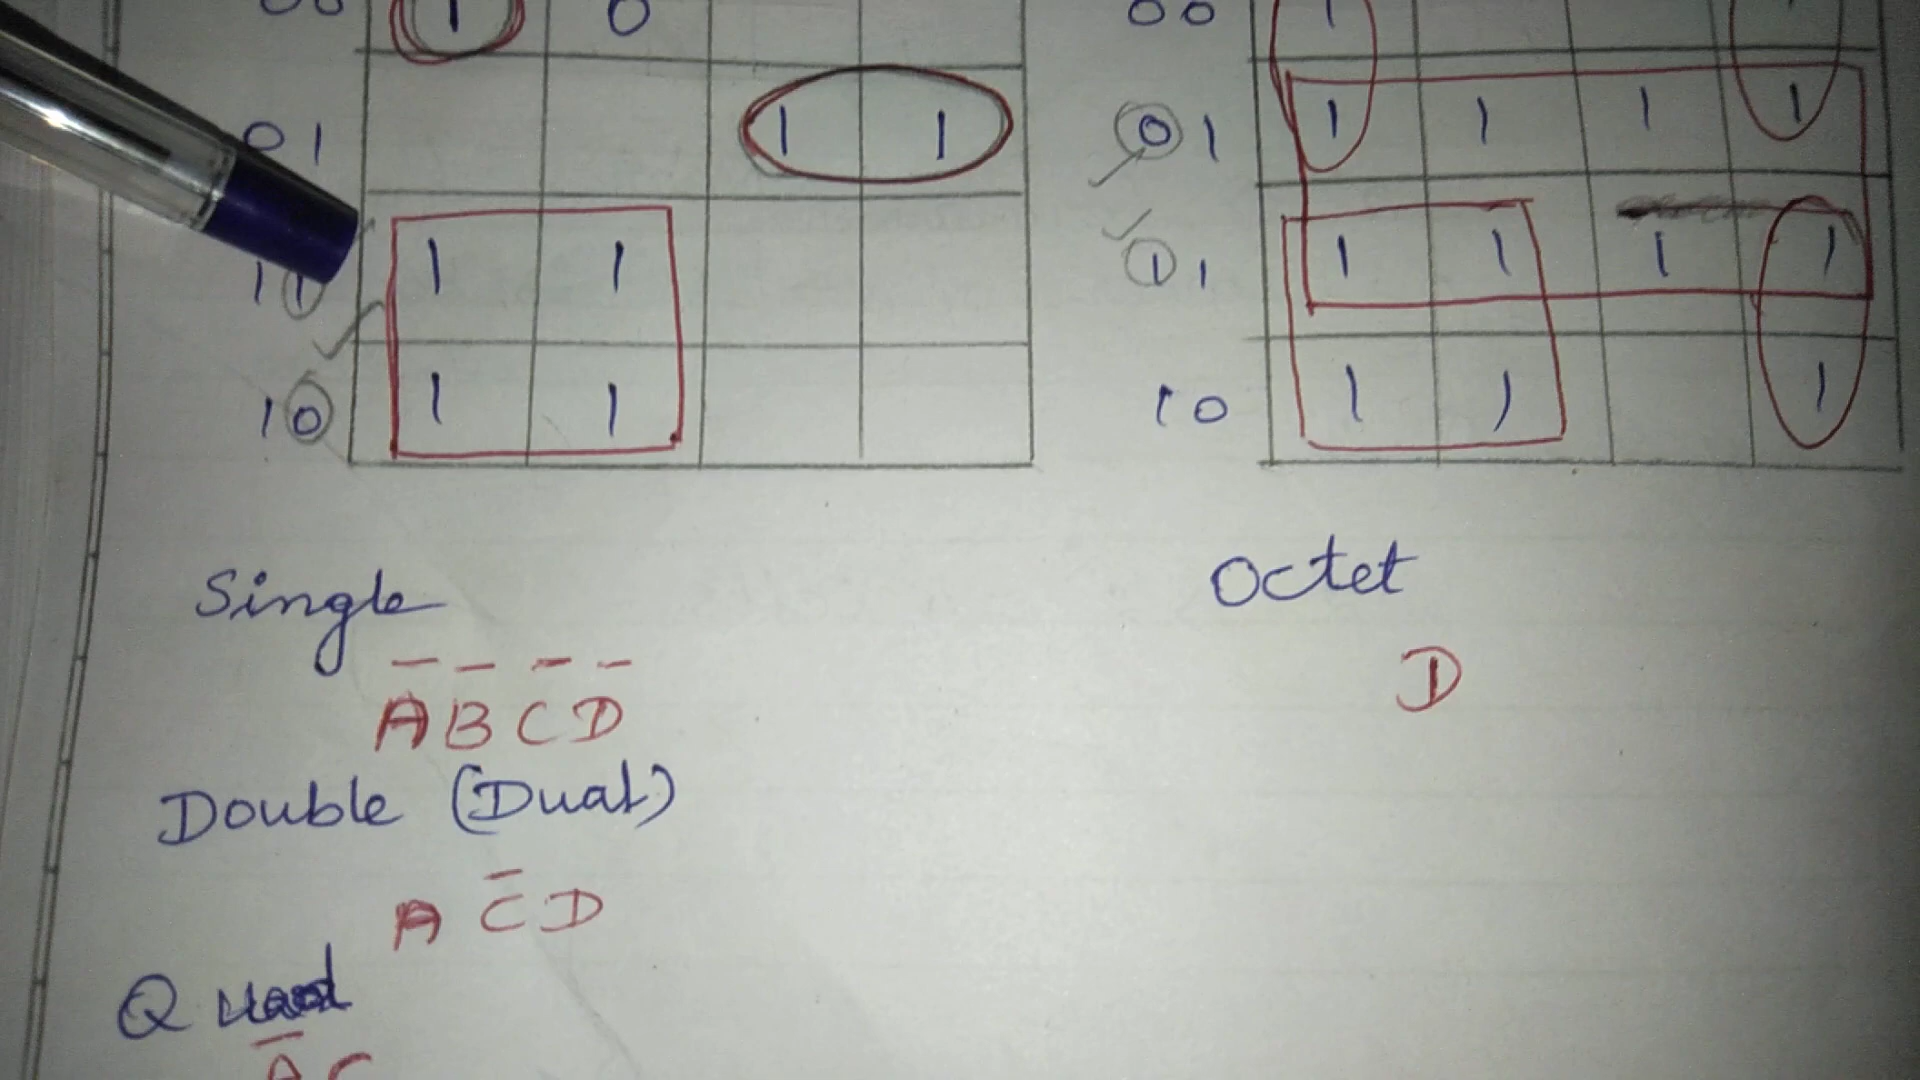 00 1 0
01 1 1
11 1 1
10 1 1
00 1 1
01 1 1 1 1
11 1 1 1 1
10 1 1 1
Single
A̅ B̅ C̅ D̅
Double (Dual)
A C̅ D
Quad
A̅ C
Octet
D